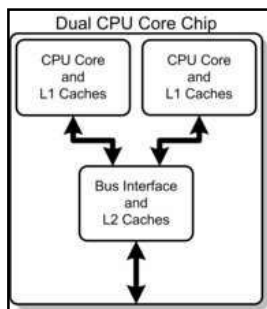 Dual CPU Core Chip
CPU Core
and
L1 Caches
CPU Core
and
L1 Caches
Bus Interface
and
L2 Caches